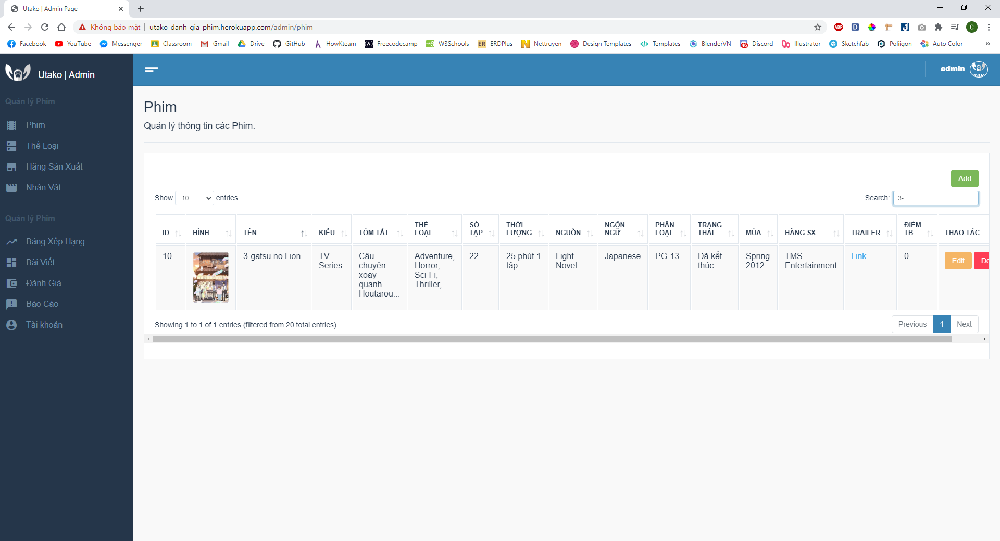 Utako | Admin Page
Không bảo mật
utako-danh-gia-phim.herokuapp.com/admin/phim
Facebook
YouTube
Messenger
Classroom
Gmail
Drive
GitHub
HowKteam
Freecodecamp
W3Schools
ERDPlus
Nettruyen
Design Templates
Templates
BlenderVN
Discord
Illustrator
Sketchfab
Poliigon
Auto Color
Utako | Admin
admin
Quản lý Phim
Phim
Thể Loại
Hãng Sản Xuất
Nhân Vật
Quản lý Phim
Bảng Xếp Hạng
Bài Viết
Đánh Giá
Báo Cáo
Tài khoản
Phim
Quản lý thông tin các Phim.
Add
Show 10 entries
Search: 3-
ID
HÌNH
TÊN
KIỂU
TÓM TẮT
THỂ
LOẠI
SỐ
TẬP
THỜI
LƯỢNG
NGUỒN
NGÔN
NGỮ
PHÂN
LOẠI
TRẠNG
THÁI
MÙA
HÃNG SX
TRAILER
ĐIỂM
TB
THAO TÁC
10
3-gatsu no Lion
TV
Series
Câu
chuyện
xoay
quanh
Houtarou...
Adventure,
Horror,
Sci-Fi,
Thriller,
22
25 phút 1
tập
Light
Novel
Japanese
PG-13
Đã kết
thúc
Spring
2012
TMS
Entertainment
Link
0
Edit
De
Showing 1 to 1 of 1 entries (filtered from 20 total entries)
Previous
1
Next